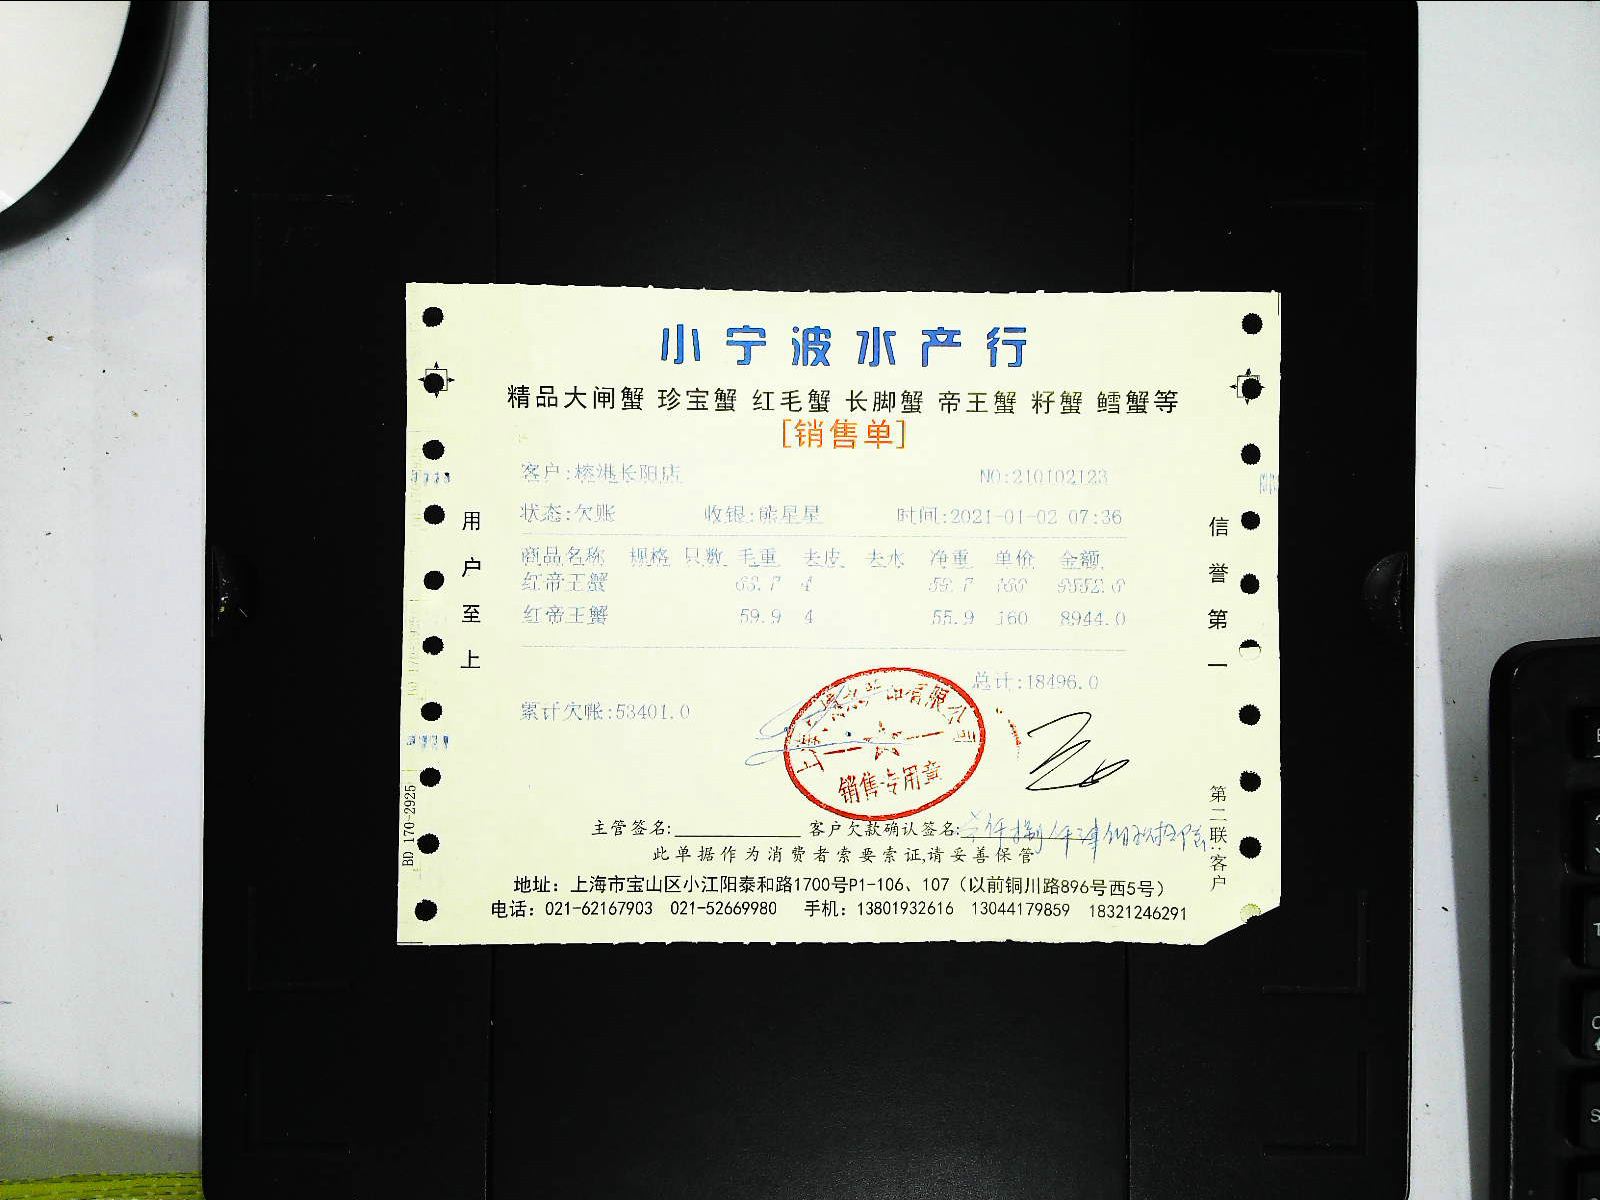 小宁波水产行
精品大闸蟹 珍宝蟹 红毛蟹 长脚蟹 帝王蟹 籽蟹 鳕蟹等
[销售单]
客户:榕港长阳店 NO:210102123
状态:欠账 收银:熊星星 时间:2021-01-02 07:36
商品名称 规格 只数 毛重 去皮 去水 净重 单价 金额
红帝王蟹 63.7 4 59.7 160 9552.0
红帝王蟹 59.9 4 55.9 160 8944.0
总计:18496.0
累计欠账:53401.0
销售专用章
主管签名: 客户欠款确认签名:
此单据作为消费者索要索证,请妥善保管
地址：上海市宝山区小江阳泰和路1700号P1-106、107（以前铜川路896号西5号）
电话：021-62167903 021-52669980 手机：13801932616 13044179859 18321246291
用户至上
信誉第一
第二联:客户
BD 170-2925